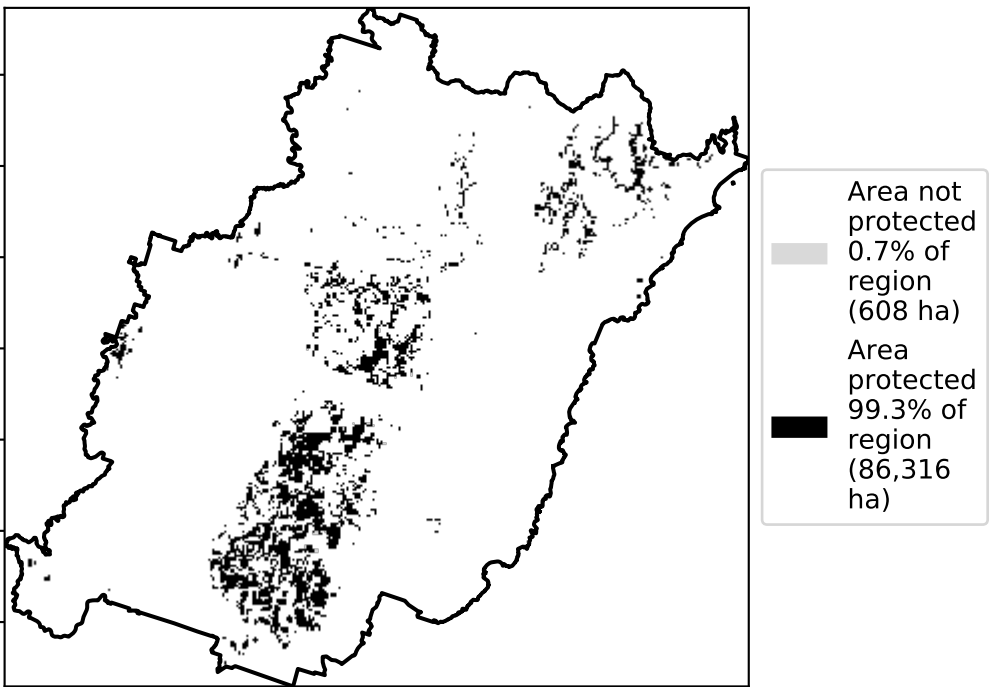 Area not
protected
0.7% of
region
(608 ha)
Area
protected
99.3% of
region
(86,316
ha)